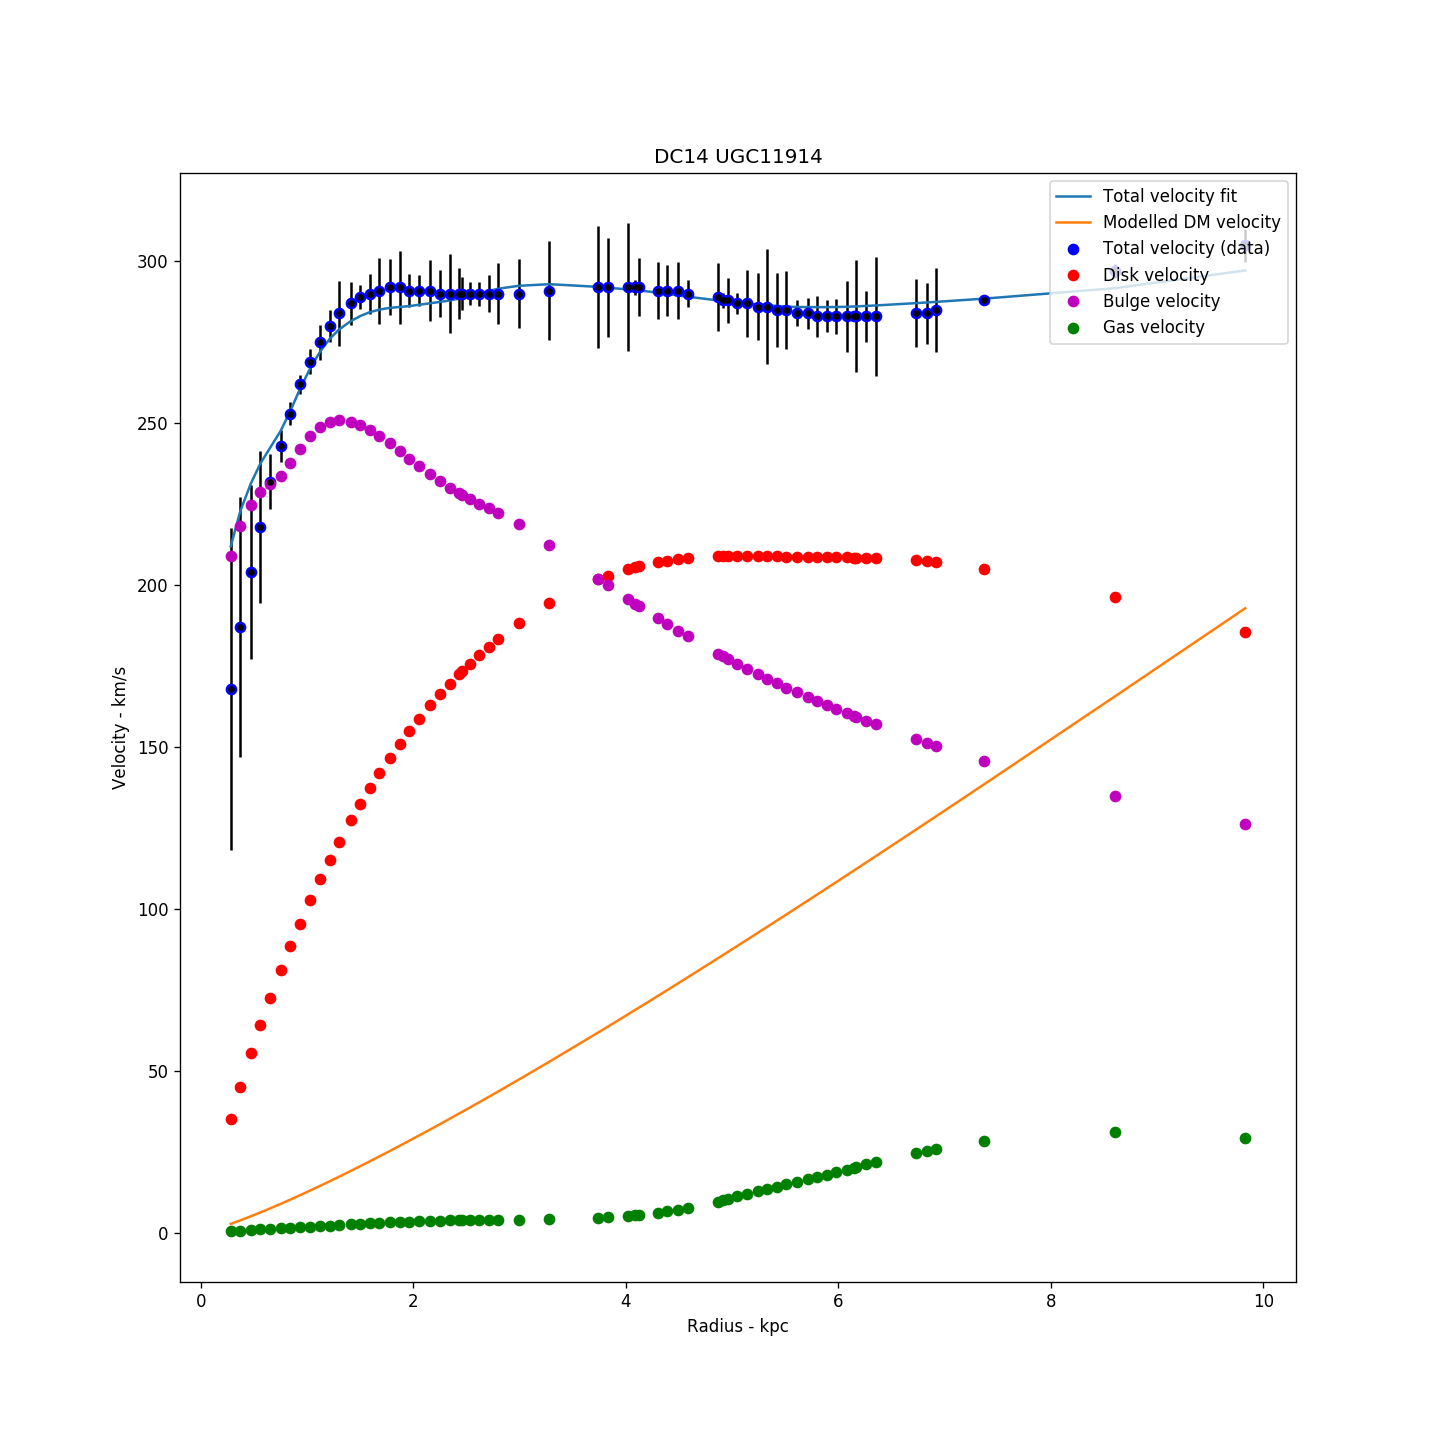 DC14 UGC11914
Total velocity fit
Modelled DM velocity
Total velocity (data)
Disk velocity
Bulge velocity
Gas velocity
300
250
200
150
100
50
0
Velocity - km/s
0 2 4 6 8 10
Radius - kpc